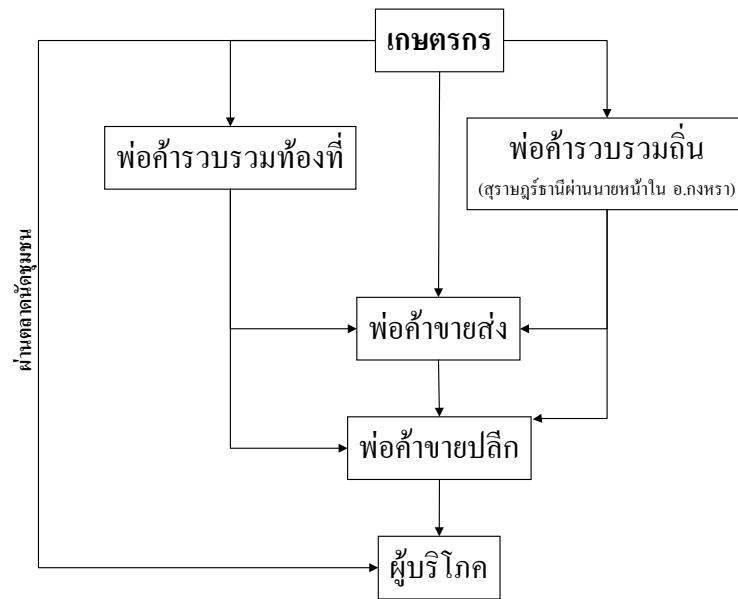 เกษตรกร
พ่อค้ารวบรวมท้องที่
พ่อค้ารวบรวมถิ่น
(สุราษฎร์ธานีผ่านนายหน้าใน อ.กงหรา)
ผ่านตลาดนัดชุมชน
พ่อค้าขายส่ง
พ่อค้าขายปลีก
ผู้บริโภค